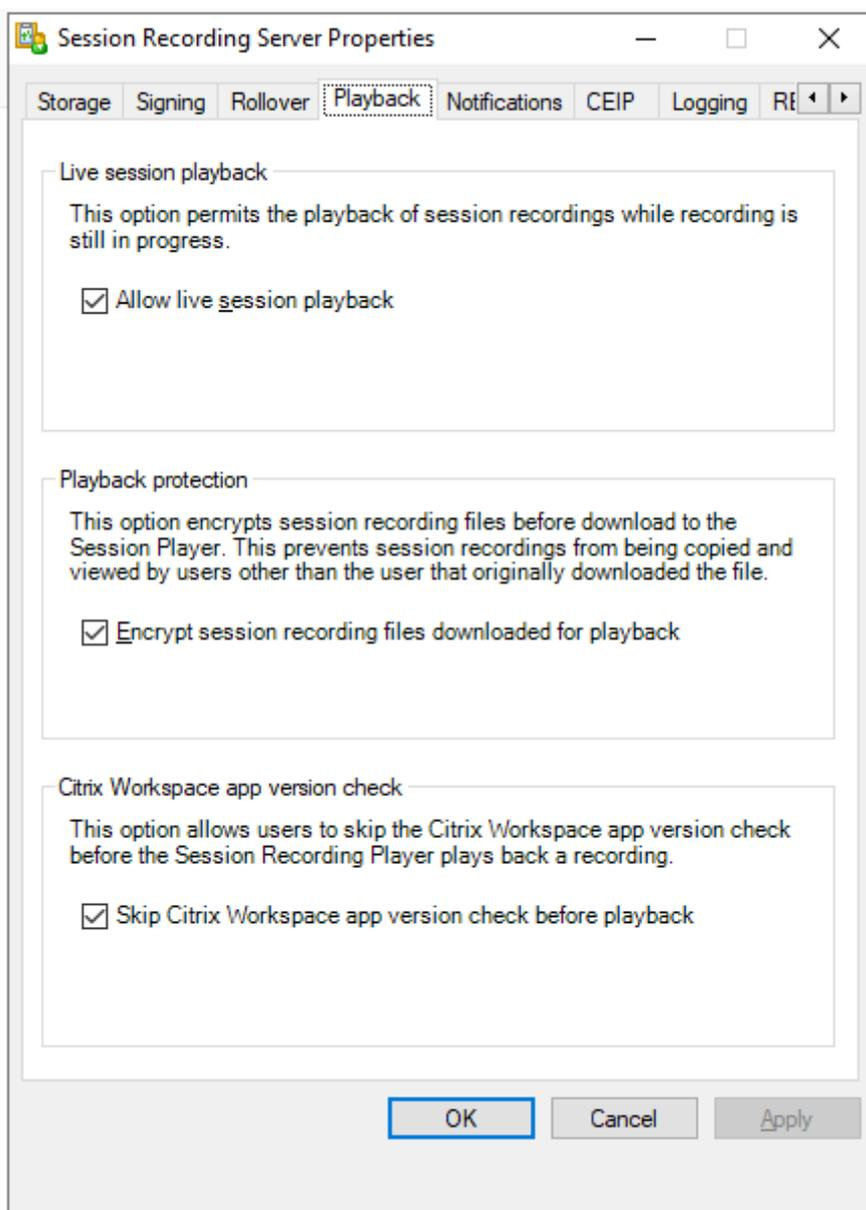 Session Recording Server Properties
Storage Signing Rollover Playback Notifications CEIP Logging
Live session playback
This option permits the playback of session recordings while recording is
still in progress.
Allow live session playback
Playback protection
This option encrypts session recording files before download to the
Session Player. This prevents session recordings from being copied and
viewed by users other than the user that originally downloaded the file.
Encrypt session recording files downloaded for playback
Citrix Workspace app version check
This option allows users to skip the Citrix Workspace app version check
before the Session Recording Player plays back a recording.
Skip Citrix Workspace app version check before playback
OK Cancel Apply